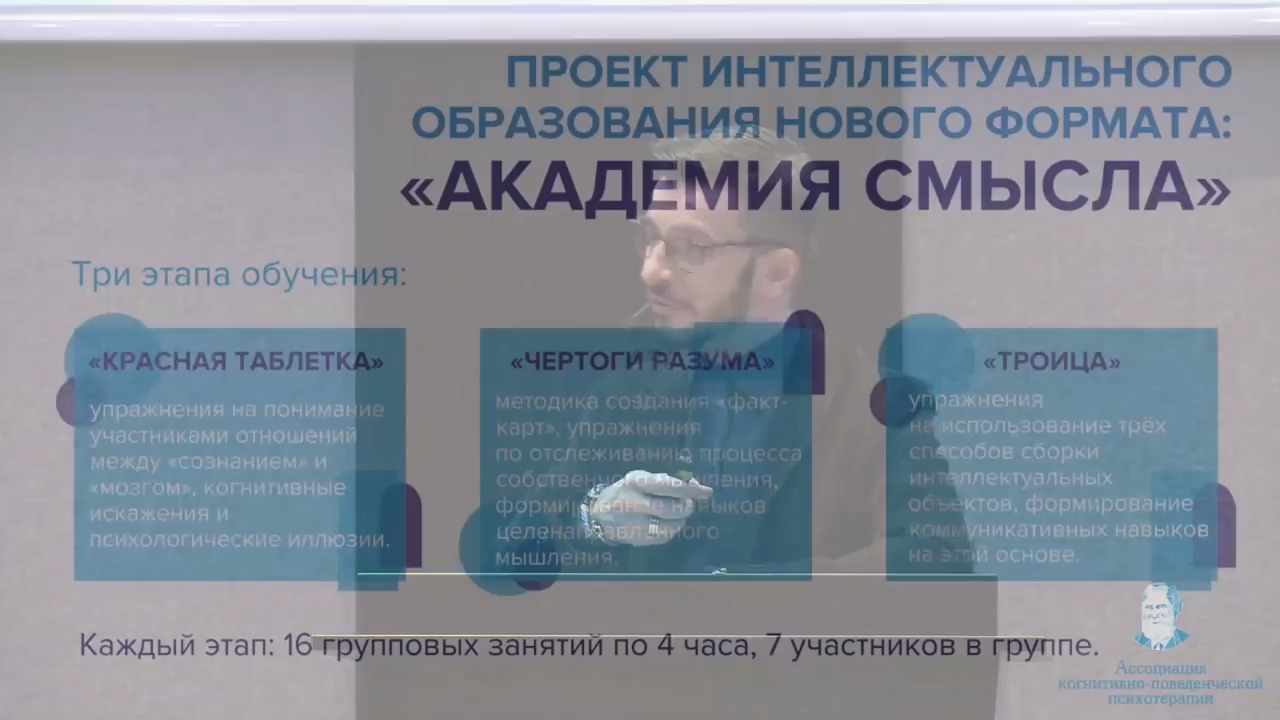 ПРОЕКТ ИНТЕЛЛЕКТУАЛЬНОГО
ОБРАЗОВАНИЯ НОВОГО ФОРМАТА:
«АКАДЕМИЯ СМЫСЛА»
Три этапа обучения:
«КРАСНАЯ ТАБЛЕТКА»
упражнения на понимание
участниками отношений
между «сознанием» и
«мозгом», когнитивные
искажения и
психологические иллюзии.
«ЧЕРТОГИ РАЗУМА»
методика создания «факт-
карт», упражнения
по отслеживанию процесса
собственного мышления,
формирование навыков
целенаправленного
мышления.
«ТРОИЦА»
упражнения
на использование трёх
способов сборки
интеллектуальных
объектов, формирование
коммуникативных навыков
на этой основе.
Каждый этап: 16 групповых занятий по 4 часа, 7 участников в группе.
Ассоциация
когнитивно-поведенческой
психотерапии